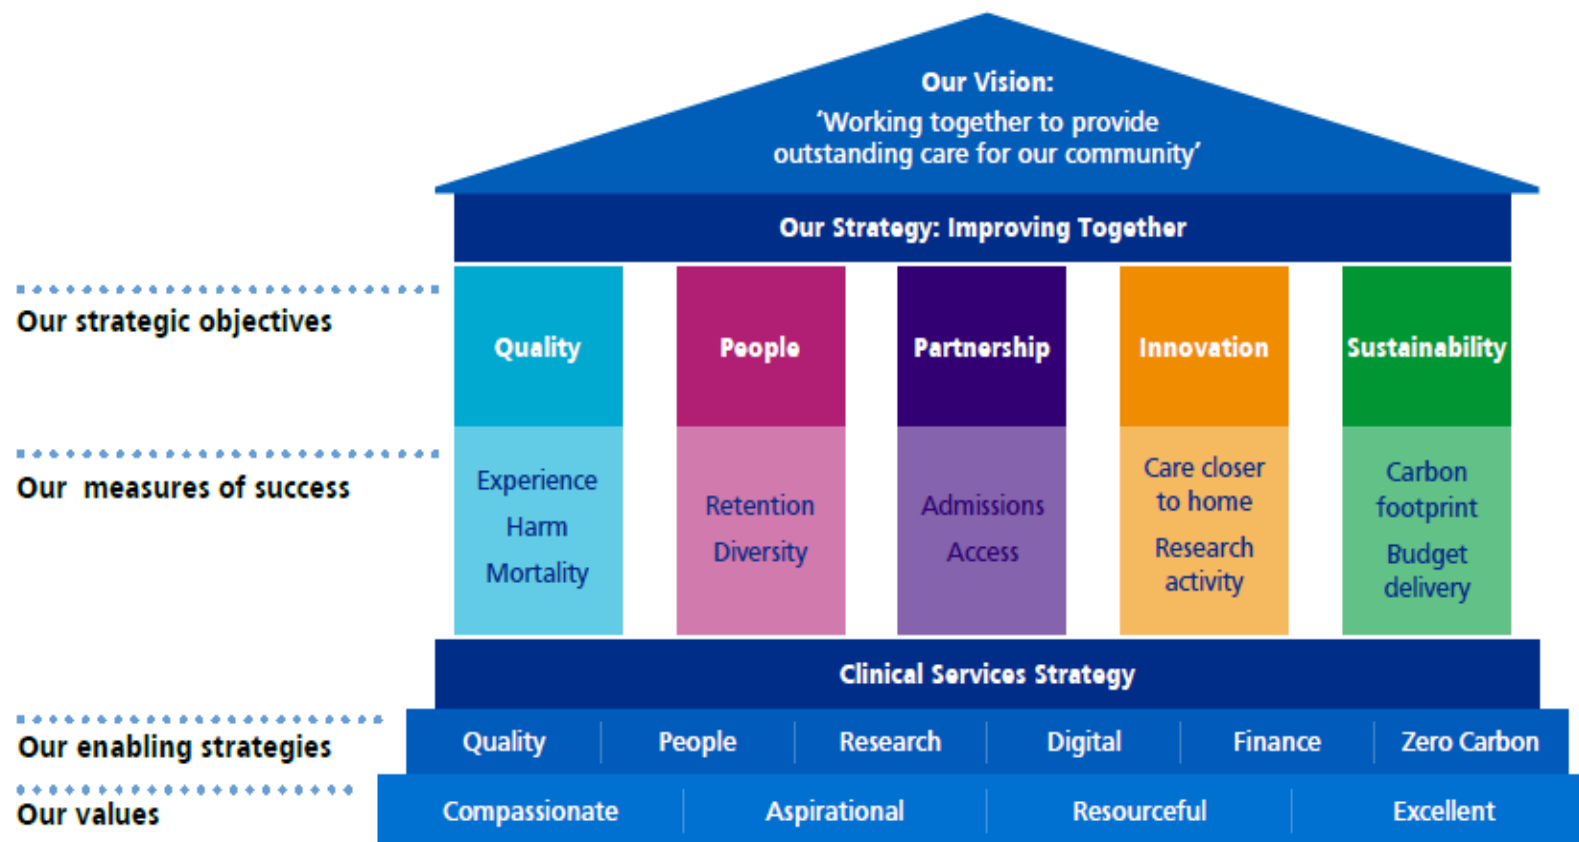 Our Vision:
‘Working together to provide
outstanding care for our community’
Our Strategy: Improving Together
Our strategic objectives
Quality
People
Partnership
Innovation
Sustainability
Our measures of success
Experience
Harm
Mortality
Retention
Diversity
Admissions
Access
Care closer
to home
Research
activity
Carbon
footprint
Budget
delivery
Clinical Services Strategy
Our enabling strategies
Quality
People
Research
Digital
Finance
Zero Carbon
Our values
Compassionate
Aspirational
Resourceful
Excellent